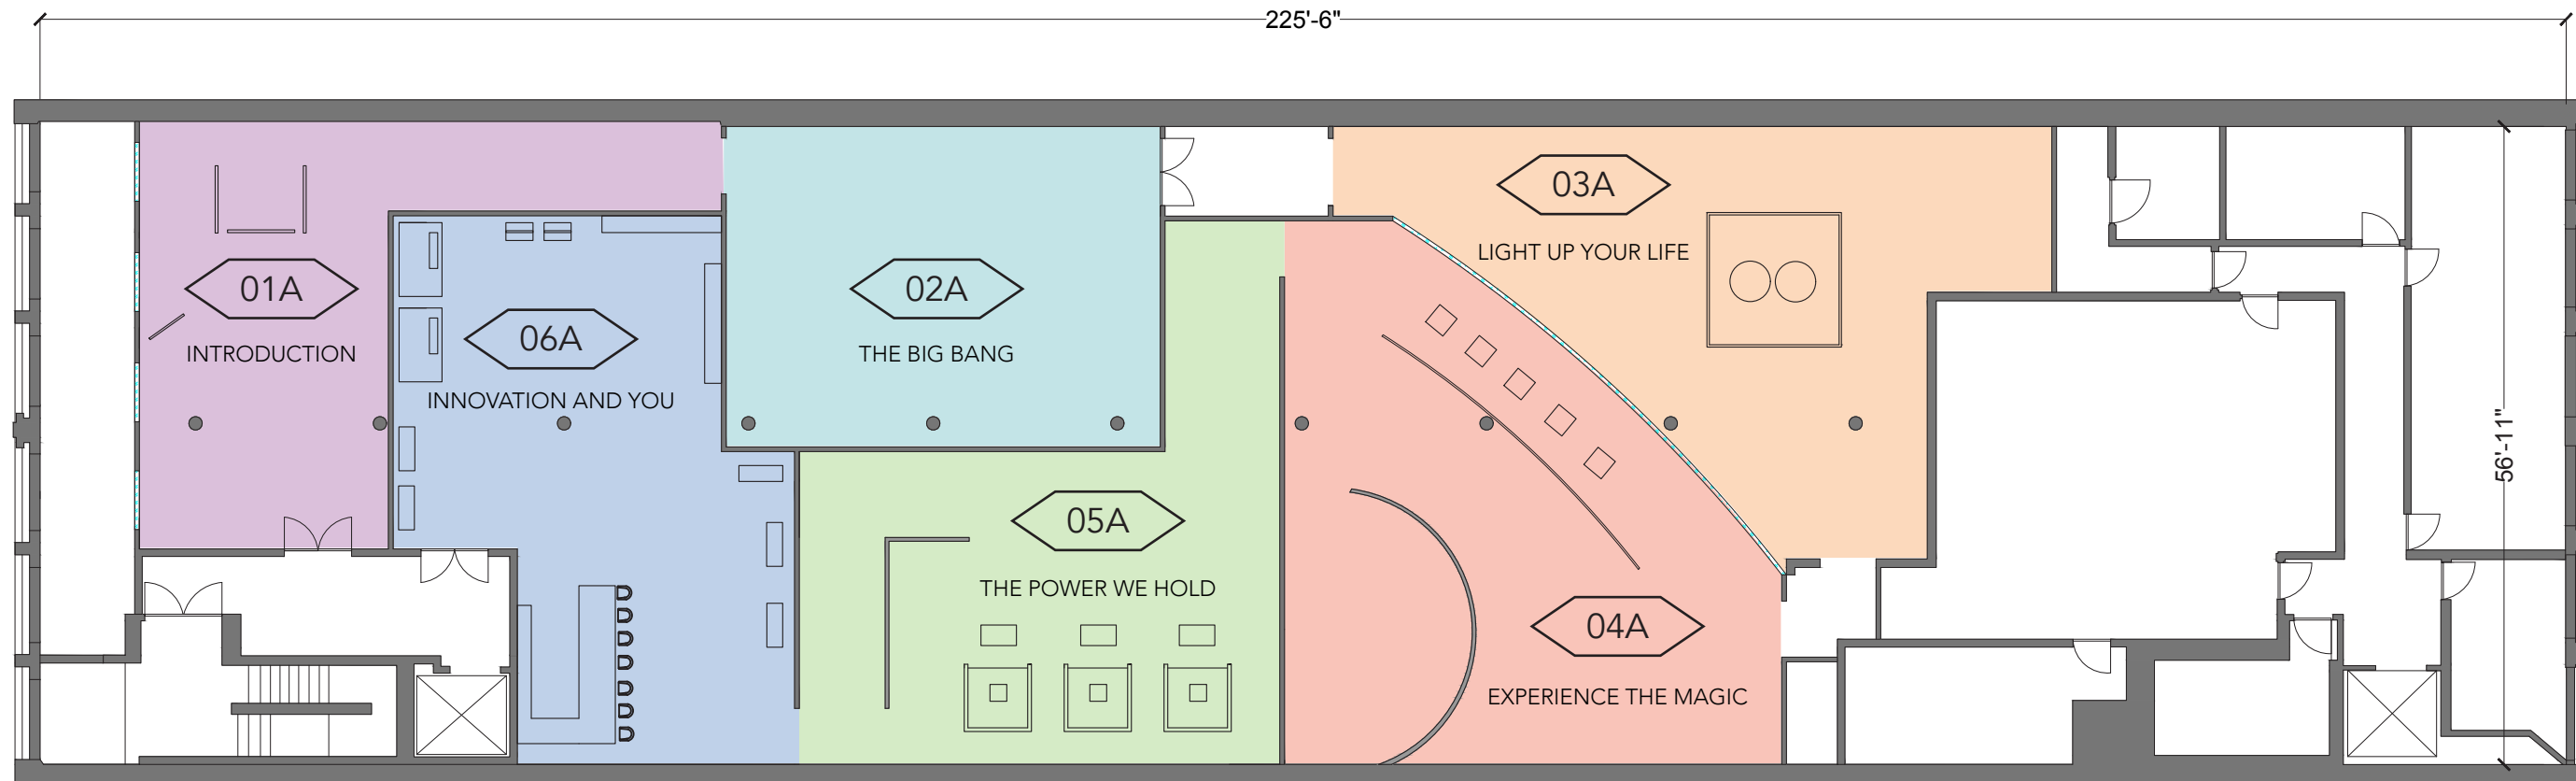 225'-6"
03A
LIGHT UP YOUR LIFE
01A
INTRODUCTION
06A
INNOVATION AND YOU
02A
THE BIG BANG
56'-11"
05A
THE POWER WE HOLD
04A
EXPERIENCE THE MAGIC